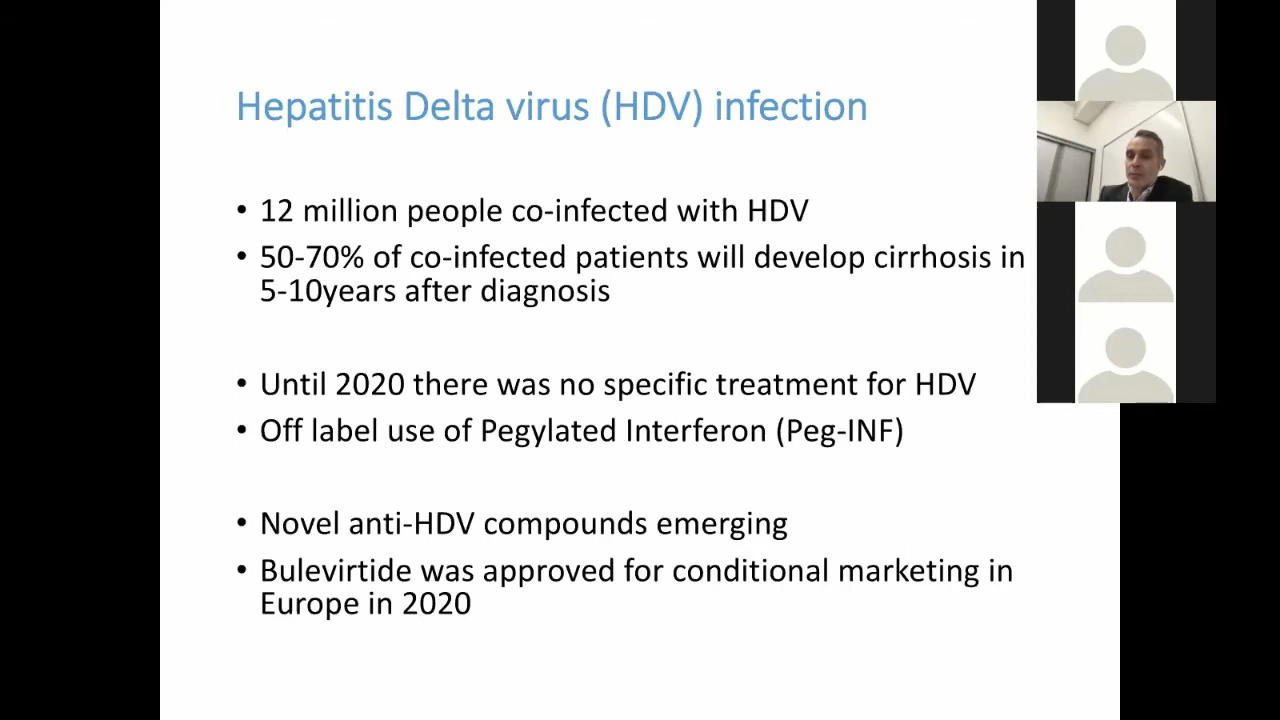 Hepatitis Delta virus (HDV) infection
• 12 million people co-infected with HDV
• 50-70% of co-infected patients will develop cirrhosis in
5-10years after diagnosis
• Until 2020 there was no specific treatment for HDV
• Off label use of Pegylated Interferon (Peg-INF)
• Novel anti-HDV compounds emerging
• Bulevirtide was approved for conditional marketing in
Europe in 2020